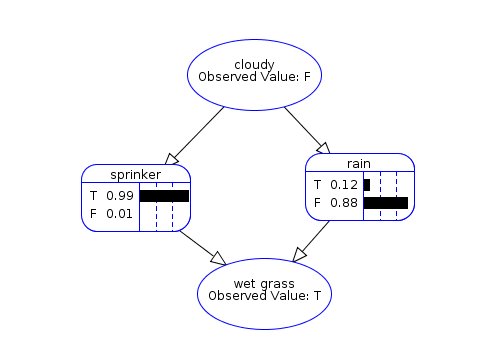 cloudy
Observed Value: F
sprinker
T 0.99
F 0.01
rain
T 0.12
F 0.88
wet grass
Observed Value: T